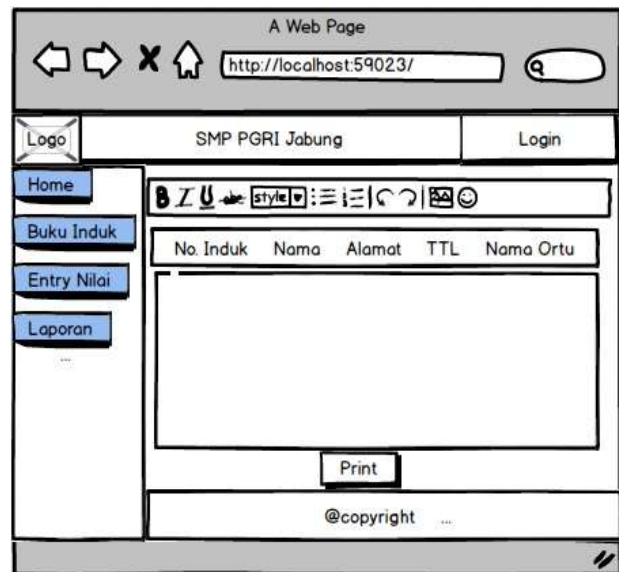 A Web Page
http://localhost:59023/
Logo SMP PGRI Jabung Login
Home
Buku Induk
Entry Nilai
Laporan
...
B I U abc style
No. Induk Nama Alamat TTL Nama Ortu
Print
@copyright ...